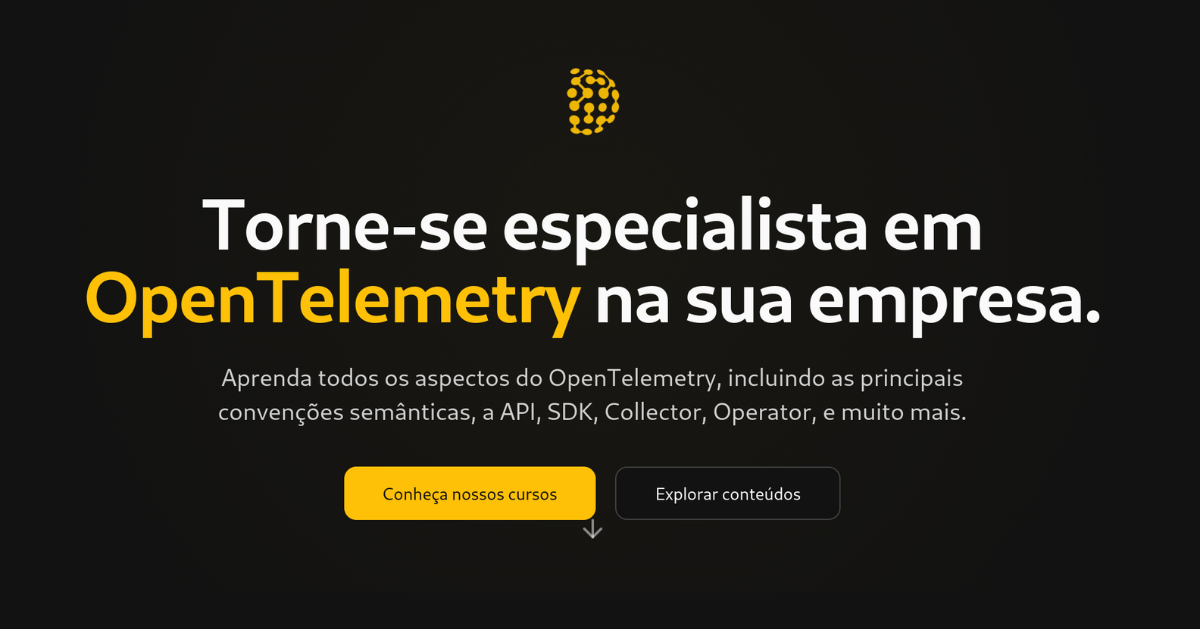 Torne-se especialista em
OpenTelemetry na sua empresa.
Aprenda todos os aspectos do OpenTelemetry, incluindo as principais
convenções semânticas, a API, SDK, Collector, Operator, e muito mais.
Conheça nossos cursos
Explorar conteúdos